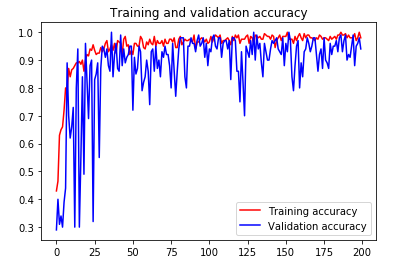 Training and validation accuracy
1.0
0.9
0.8
0.7
0.6
0.5
0.4
0.3
Training accuracy
Validation accuracy
0 25 50 75 100 125 150 175 200